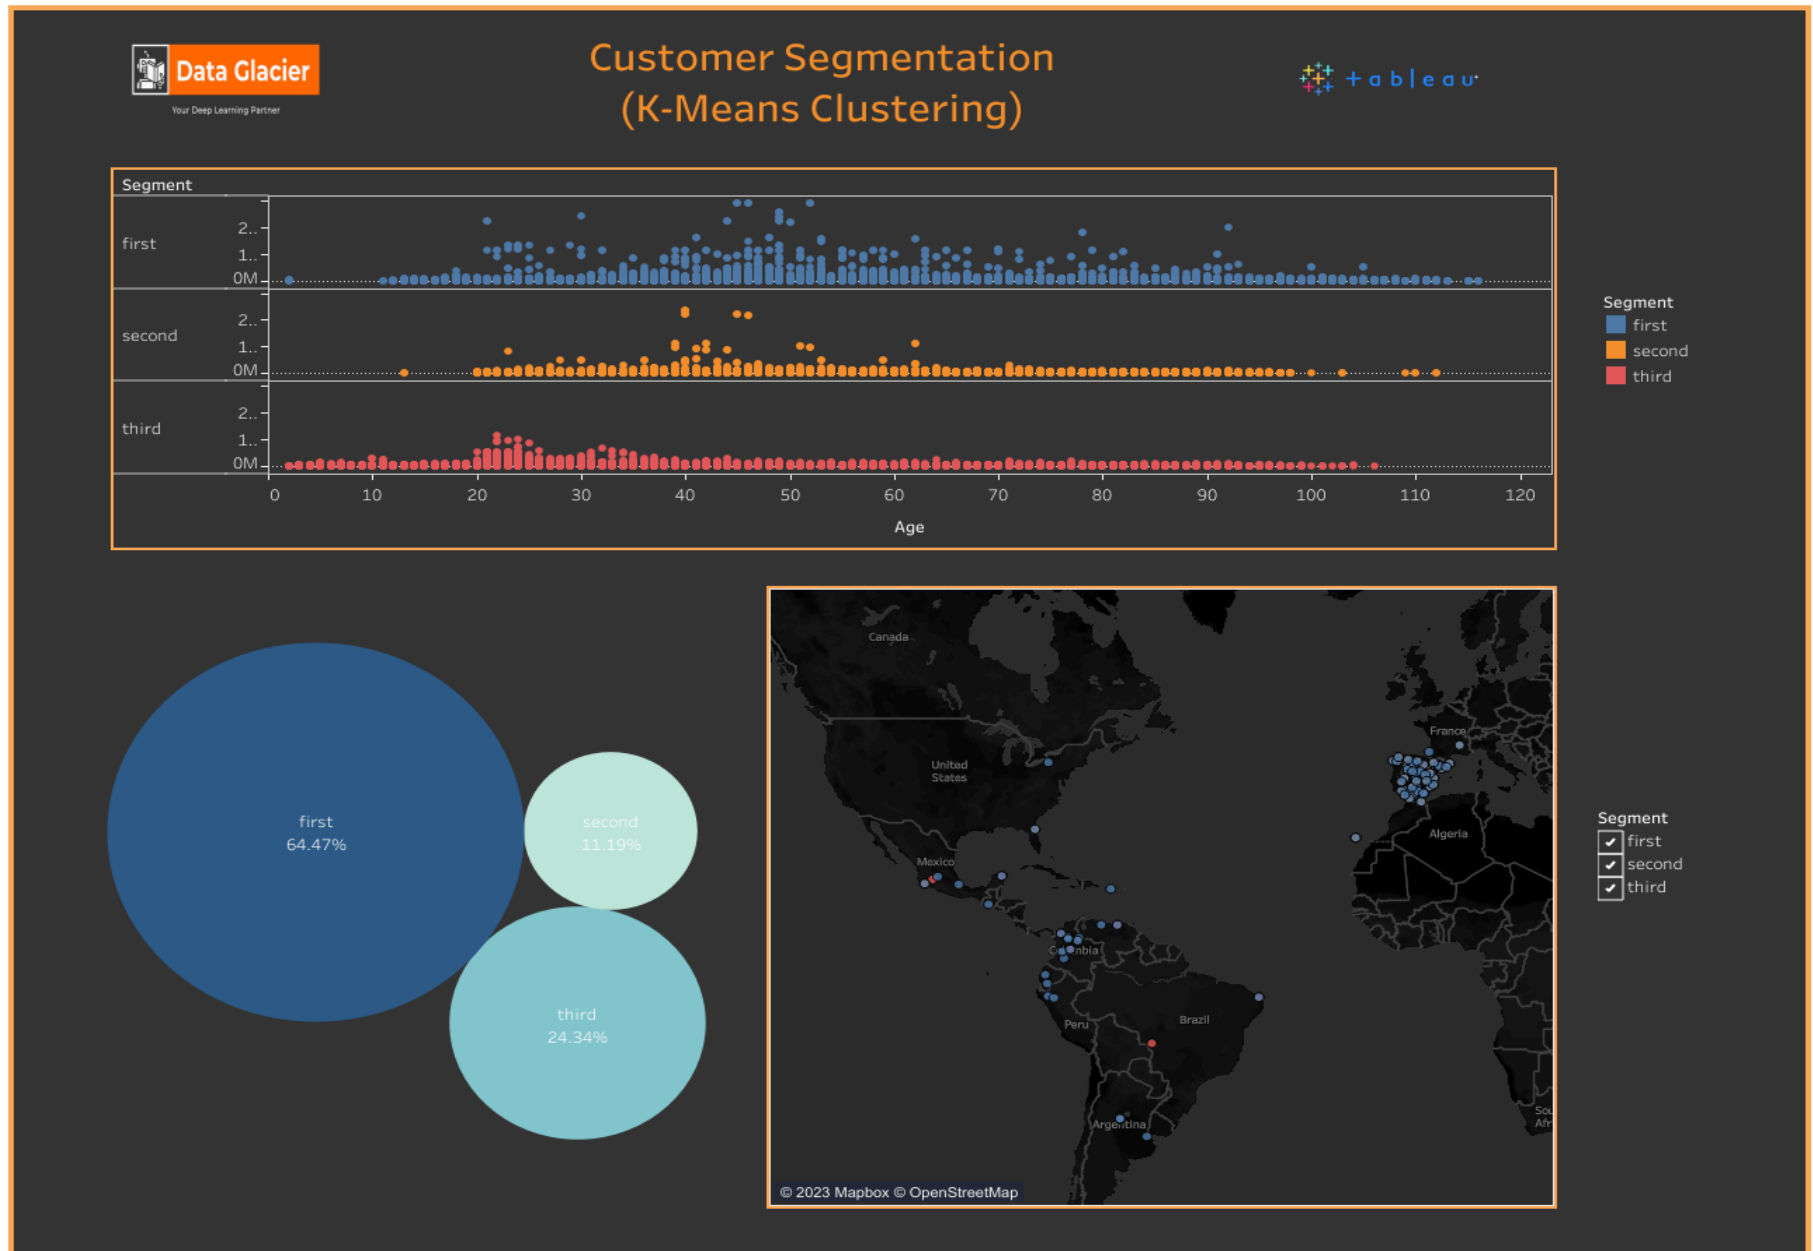 Data Glacier
Your Deep Learning Partner
Customer Segmentation
(K-Means Clustering)
+ableau
Segment
first
2..
1..
0M
second
2..
1..
0M
third
2..
1..
0M
0 10 20 30 40 50 60 70 80 90 100 110 120
Age
Segment
first
second
third
first
64.47%
second
11.19%
third
24.34%
Canada
United
States
Mexico
France
Algeria
Peru
Brazil
Argentina
Sou
Afr
© 2023 Mapbox © OpenStreetMap
Segment
first
second
third